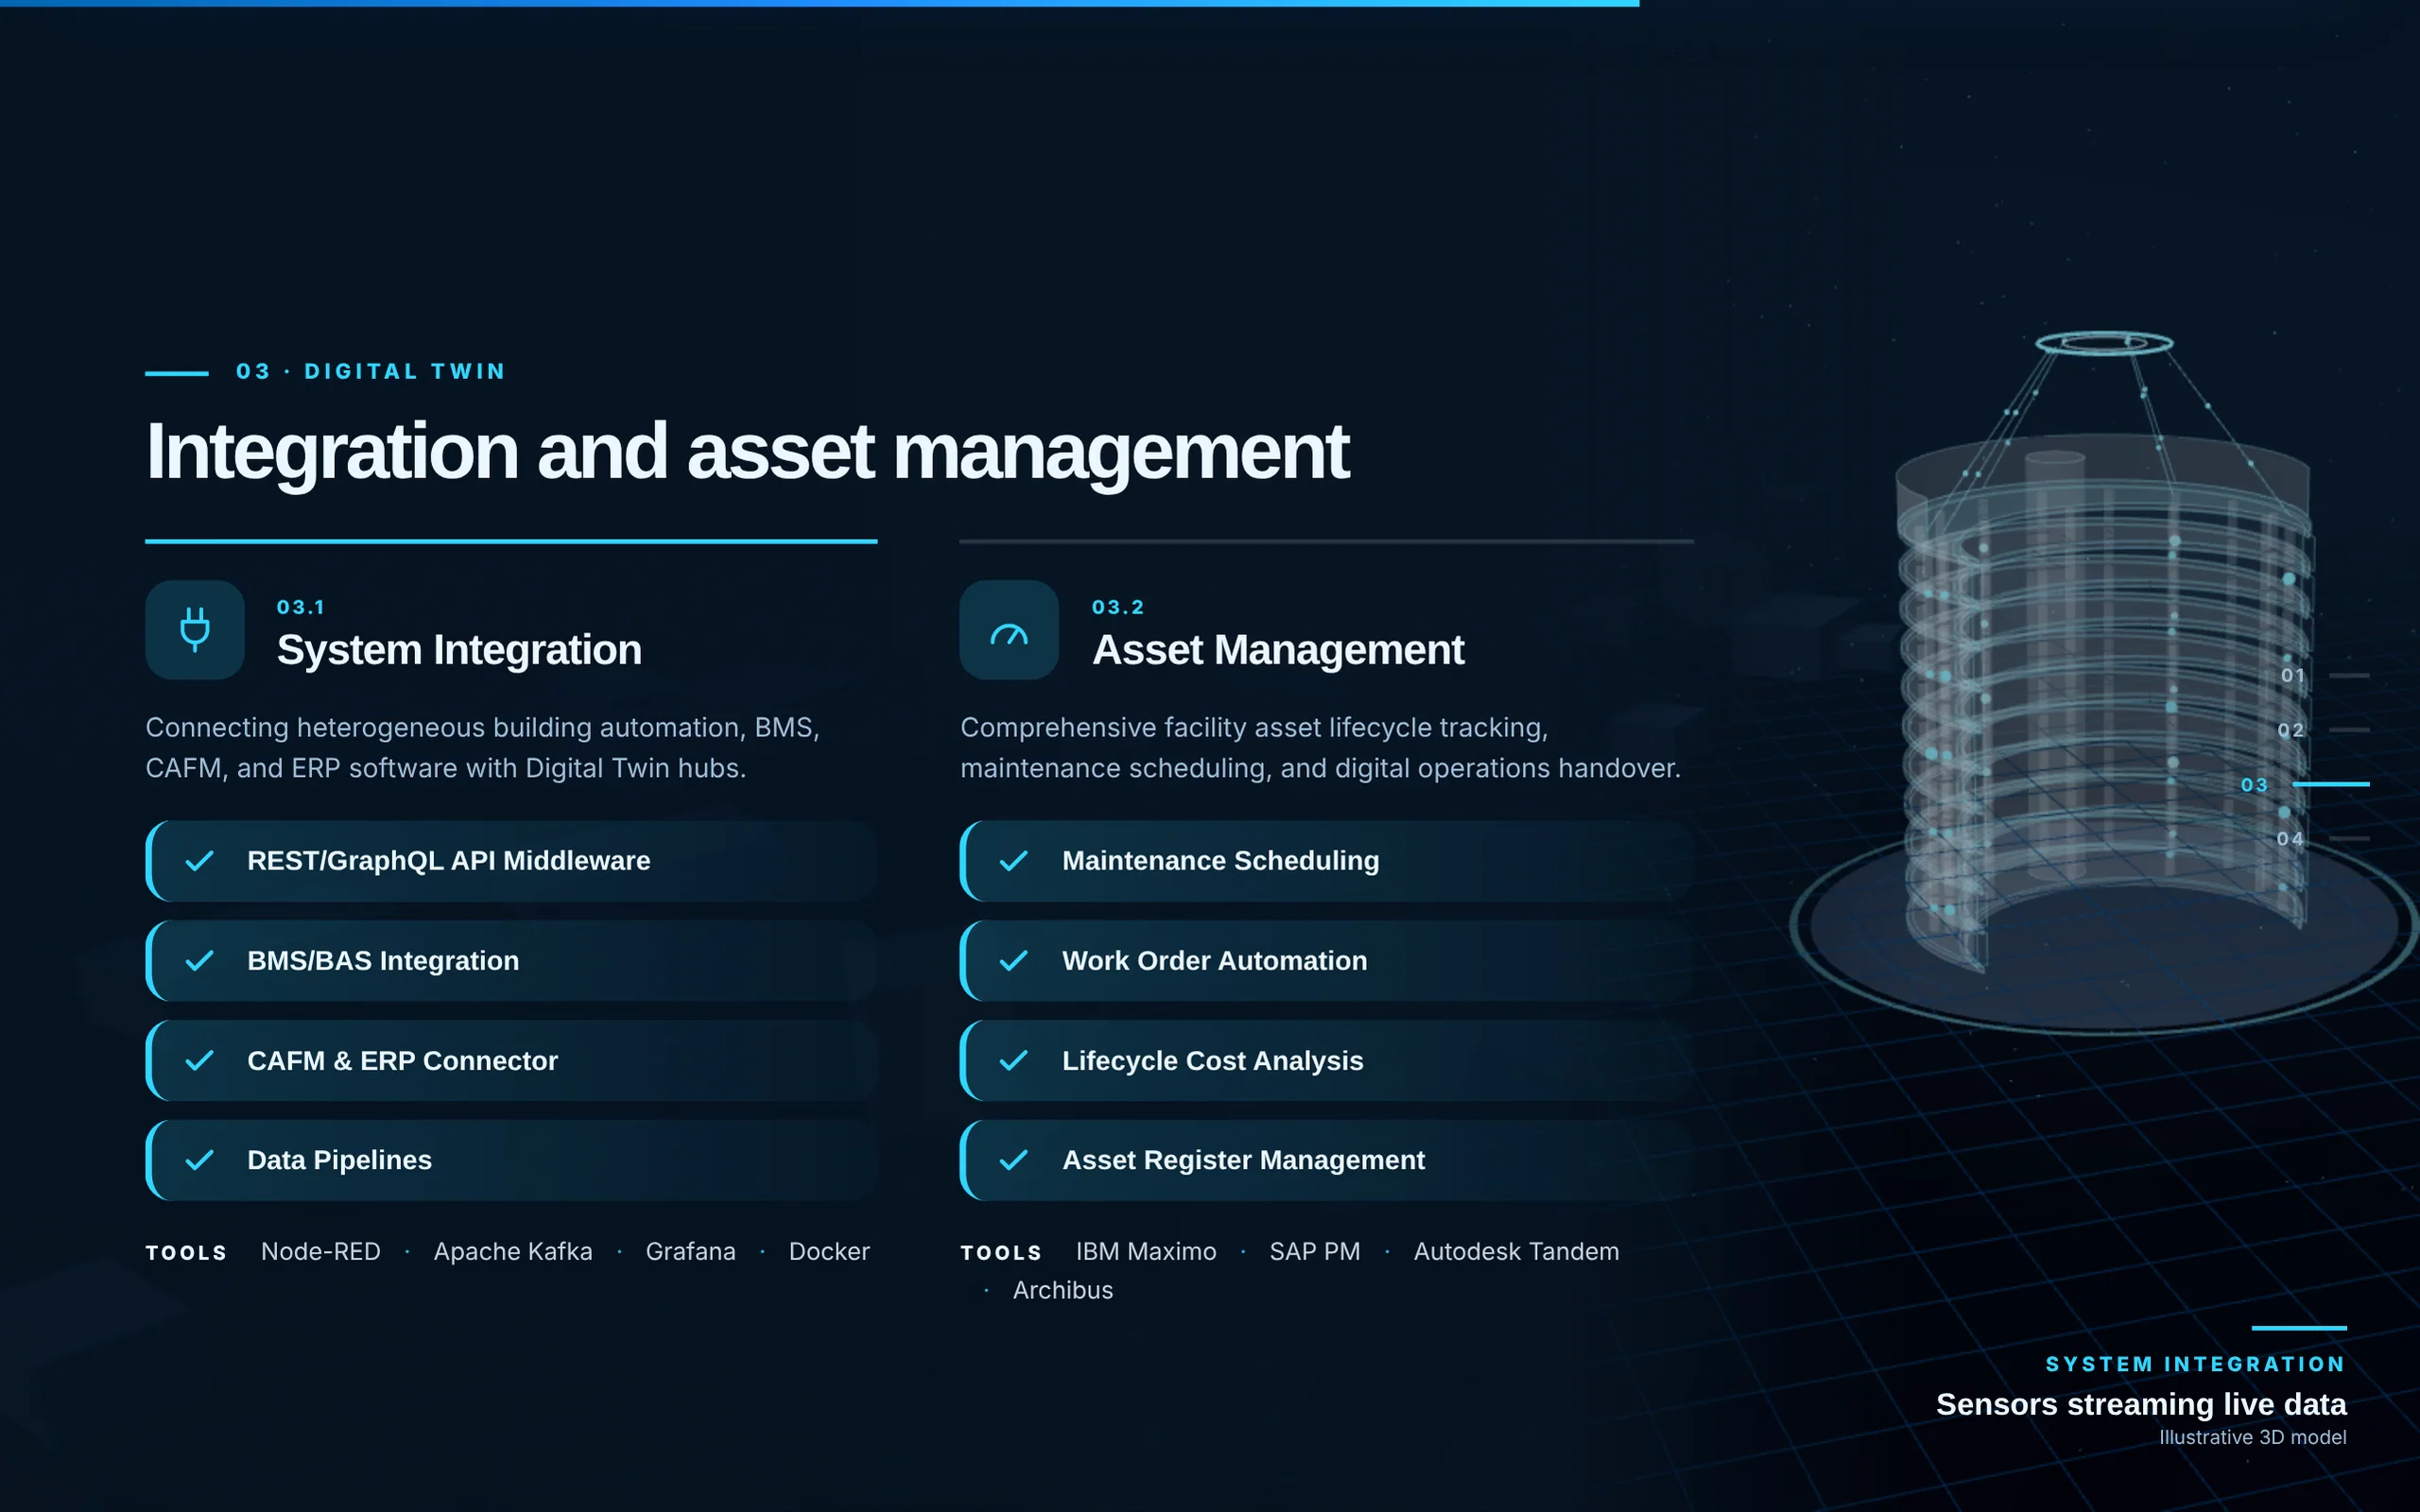 03 · DIGITAL TWIN
Integration and asset management
03.1
System Integration
Connecting heterogeneous building automation, BMS,
CAFM, and ERP software with Digital Twin hubs.
REST/GraphQL API Middleware
BMS/BAS Integration
CAFM & ERP Connector
Data Pipelines
TOOLS Node-RED · Apache Kafka · Grafana · Docker
03.2
Asset Management
Comprehensive facility asset lifecycle tracking,
maintenance scheduling, and digital operations handover.
Maintenance Scheduling
Work Order Automation
Lifecycle Cost Analysis
Asset Register Management
TOOLS IBM Maximo · SAP PM · Autodesk Tandem
· Archibus
01
02
03
04
SYSTEM INTEGRATION
Sensors streaming live data
Illustrative 3D model